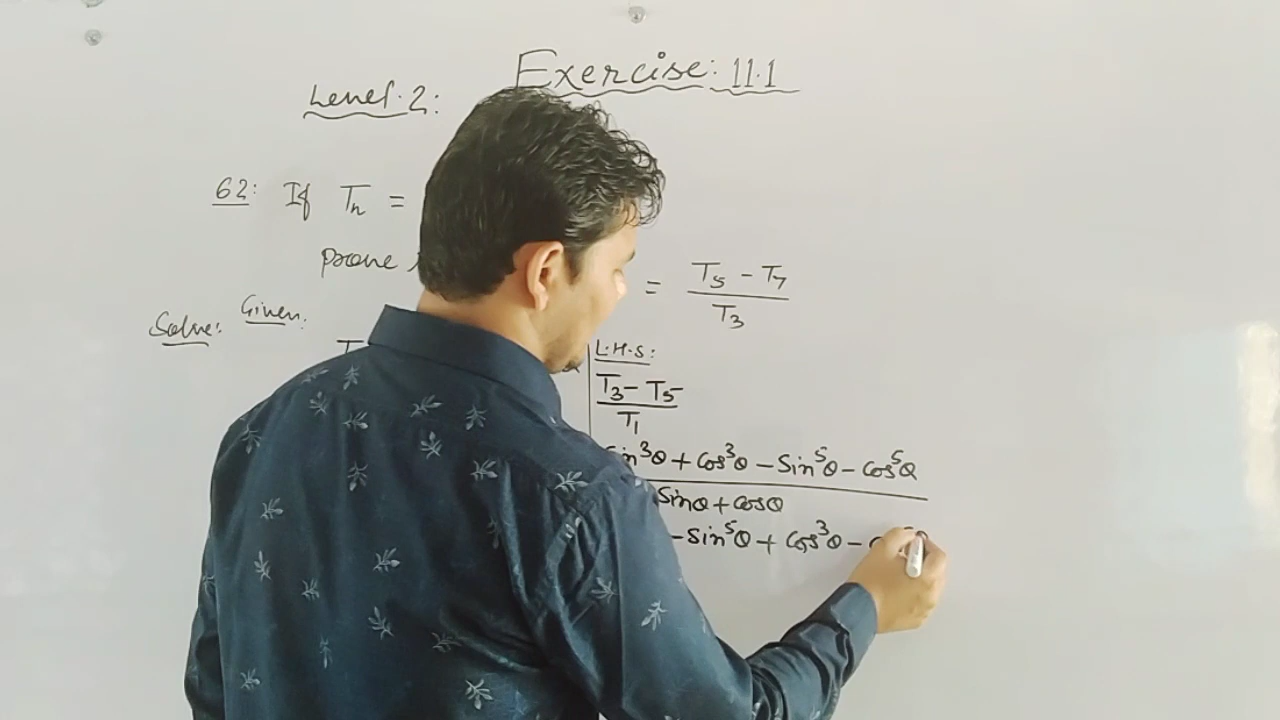 Exercise: 11.1
Level. 2:
62: If Tn =
prove
= T5 - T7 / T3
Solve: Given:
T
L.H.S:
T3 - T5 / T1
sin³θ + cos³θ - sin⁵θ - cos⁵θ
sinθ + cosθ
- sin⁵θ + cos³θ -